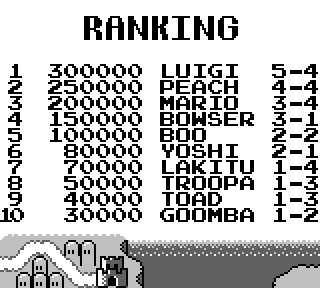 RANKING
1 300000 LUIGI 5-4
2 250000 PEACH 4-4
3 200000 MARIO 3-4
4 150000 BOWSER 3-1
5 100000 BOO 2-2
6 80000 YOSHI 2-1
7 70000 LAKITU 1-4
8 50000 TROOPA 1-3
9 40000 TOAD 1-3
10 30000 GOOMBA 1-2